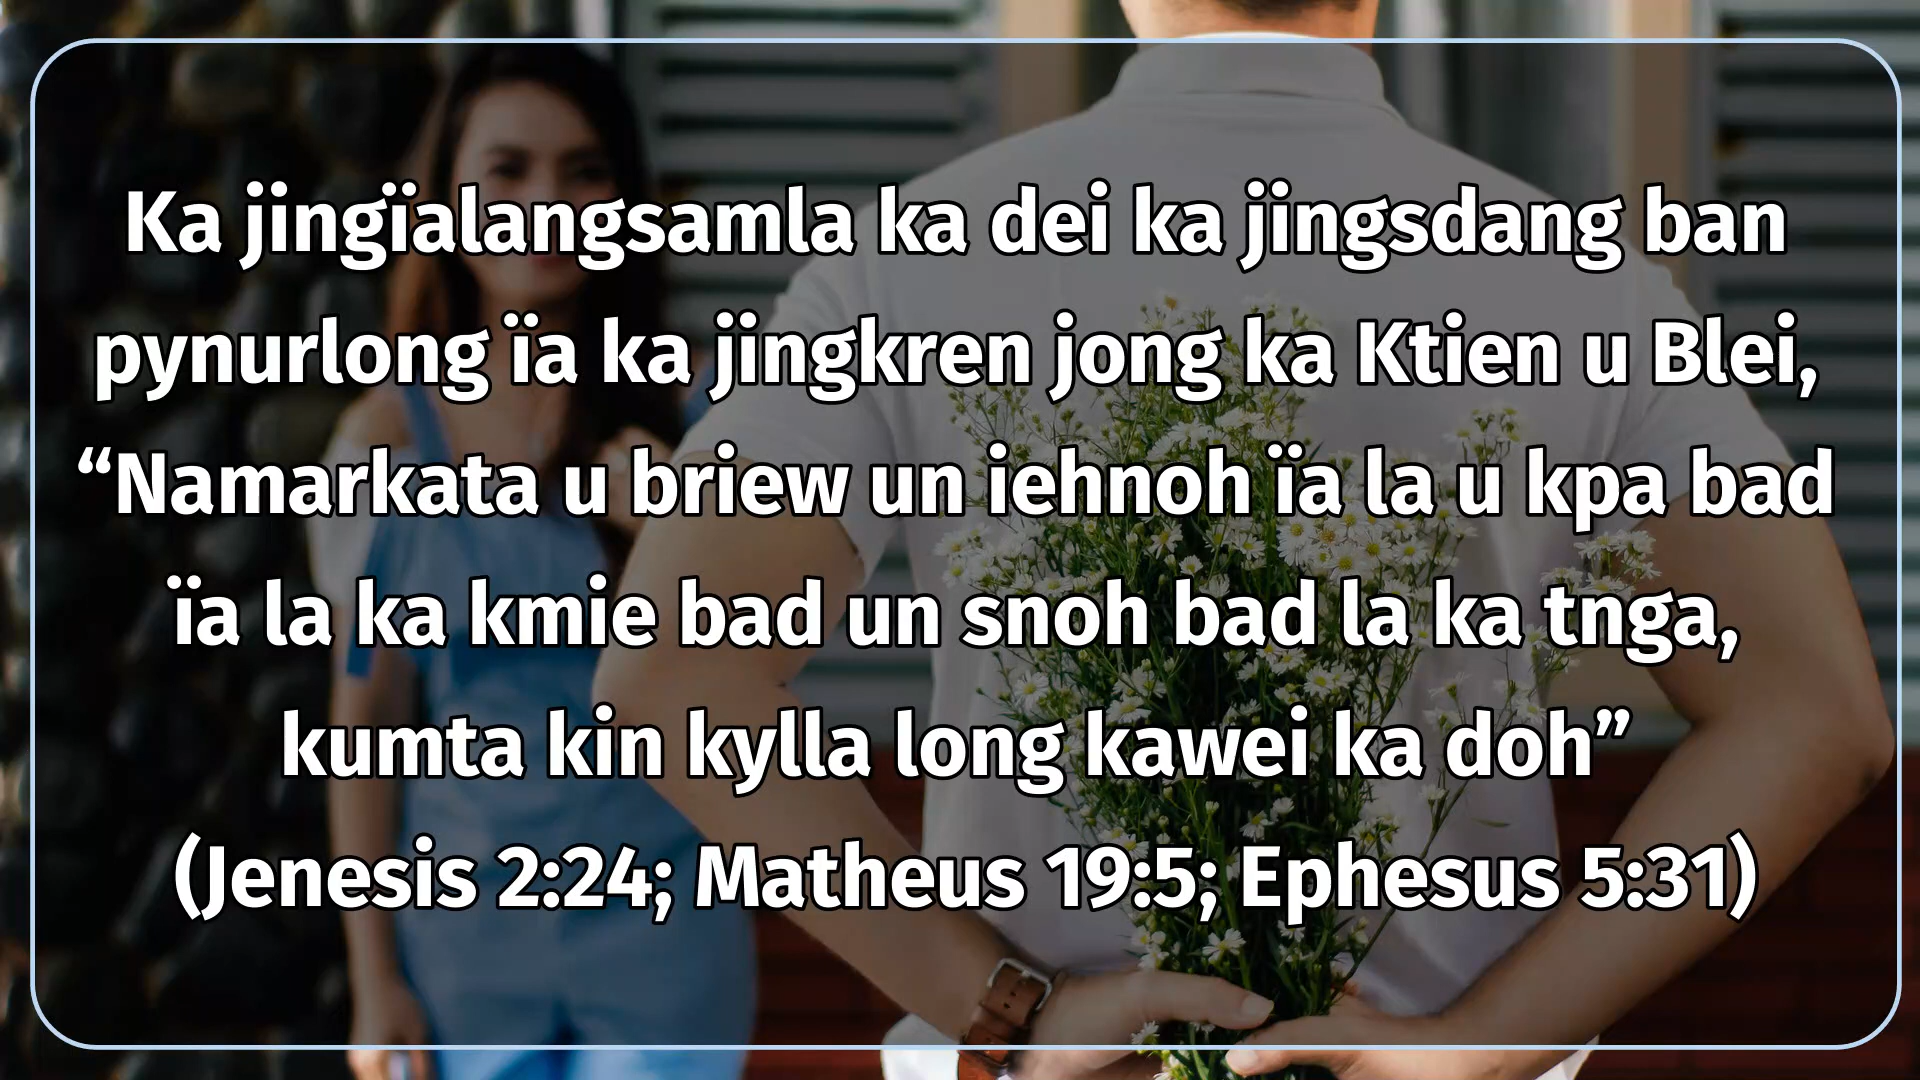 Ka jingïalangsamla ka dei ka jingsdang ban
pynurlong ïa ka jingkren jong ka Ktien u Blei,
“Namarkata u briew un iehnoh ïa la u kpa bad
ïa la ka kmie bad un snoh bad la ka tnga,
kumta kin kylla long kawei ka doh”
(Jenesis 2:24; Matheus 19:5; Ephesus 5:31)